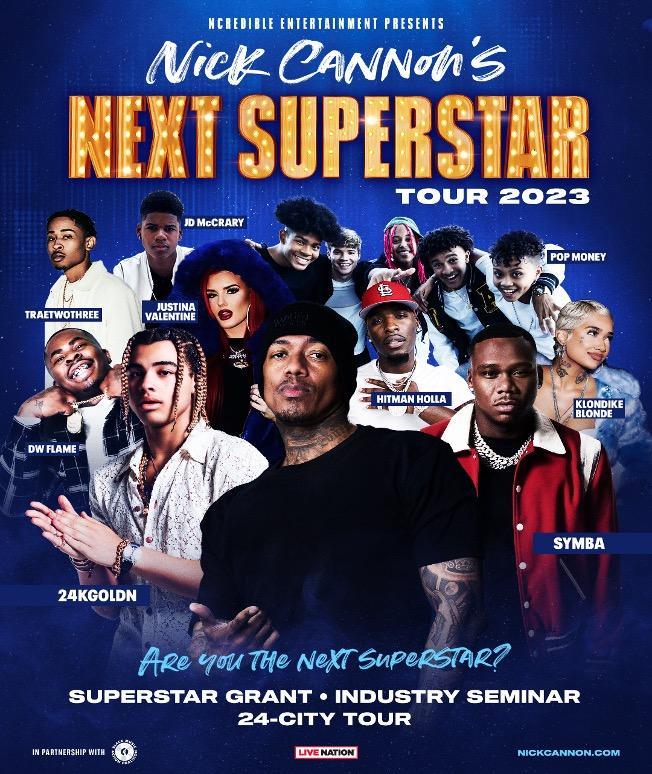 NCREDIBLE ENTERTAINMENT PRESENTS
NICK CANNON'S
NEXT SUPERSTAR
TOUR 2023
JD McCRARY
POP MONEY
TRAETWOTHREE
JUSTINA
VALENTINE
HITMAN HOLLA
KLONDIKE
BLONDE
DW FLAME
SYMBA
24KGOLDN
ARE YOU THE NEXT SUPERSTAR?
SUPERSTAR GRANT • INDUSTRY SEMINAR
24-CITY TOUR
IN PARTNERSHIP WITH
LIVE NATION
NICKCANNON.COM